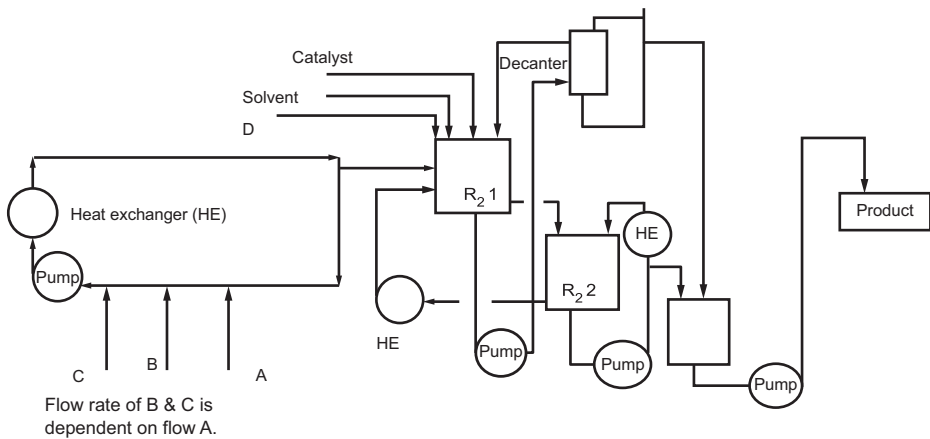 Catalyst
Decanter
Solvent
D
R2 1
Heat exchanger (HE)
Product
HE
Pump
R2 2
HE
Pump
Pump
Pump
C
B
A
Flow rate of B & C is
dependent on flow A.